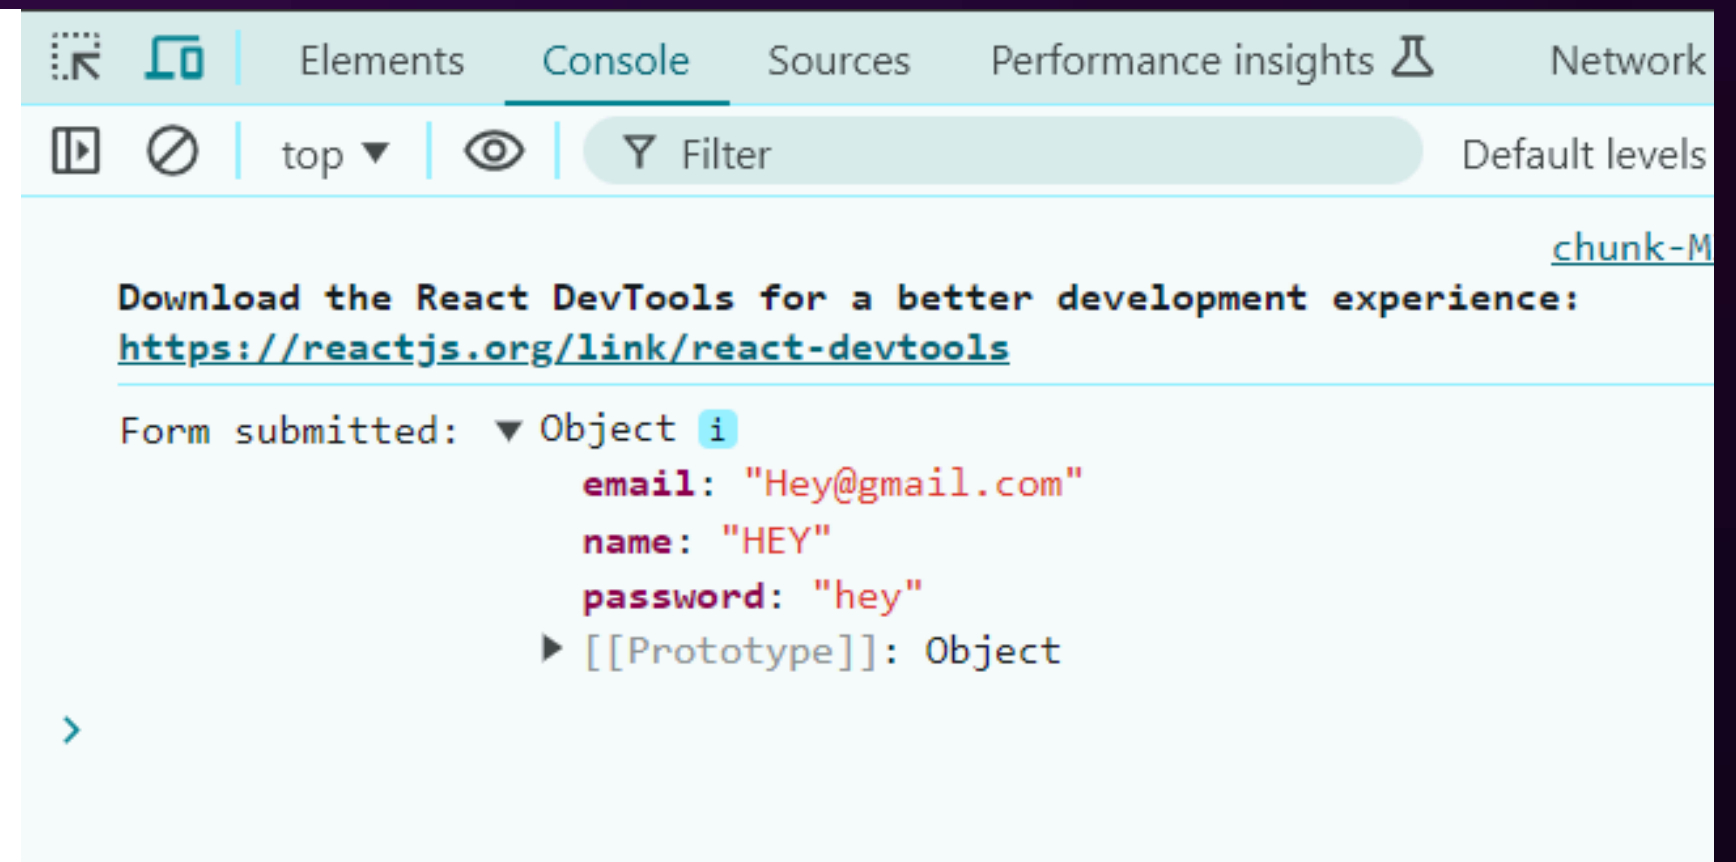 Elements Console Sources Performance insights Network
top Filter Default levels
chunk-M
Download the React DevTools for a better development experience:
https://reactjs.org/link/react-devtools
Form submitted: Object i
email: "Hey@gmail.com"
name: "HEY"
password: "hey"
[[Prototype]]: Object